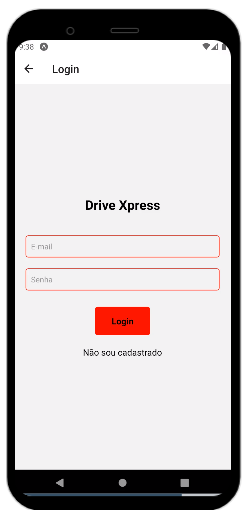 9:38
Login
Drive Xpress
E-mail
Senha
Login
Não sou cadastrado